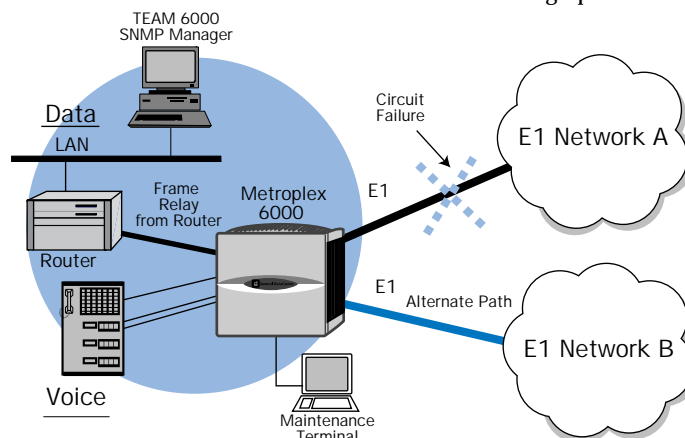 TEAM 6000
SNMP Manager
Data
LAN
Circuit
Failure
E1 Network A
Frame
Relay
from Router
Metroplex
6000
E1
Router
E1
Alternate Path
E1 Network B
Voice
Maintenance
Terminal